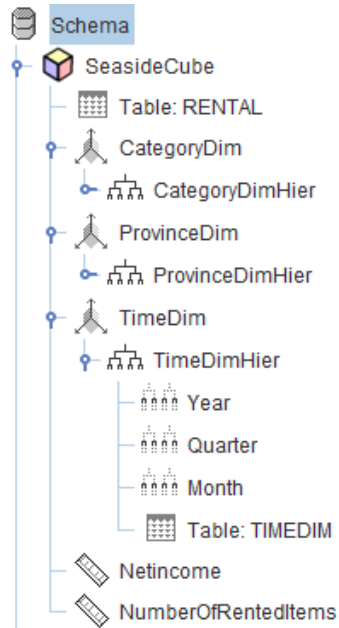 Schema
SeasideCube
Table: RENTAL
CategoryDim
CategoryDimHier
ProvinceDim
ProvinceDimHier
TimeDim
TimeDimHier
Year
Quarter
Month
Table: TIMEDIM
Netincome
NumberOfRentedItems